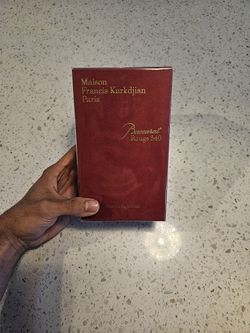 Maison
Francis Kurkdjian
Paris
Baccarat
Rouge 540